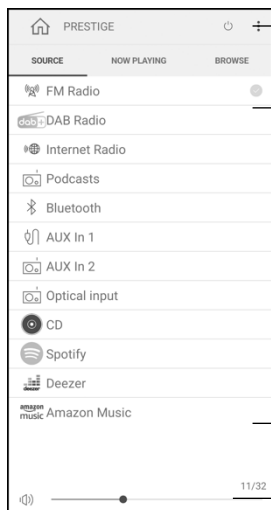 PRESTIGE
SOURCE NOW PLAYING BROWSE
FM Radio
dab+ DAB Radio
Internet Radio
Podcasts
Bluetooth
AUX In 1
AUX In 2
Optical input
CD
Spotify
deezer Deezer
amazon music Amazon Music
11/32